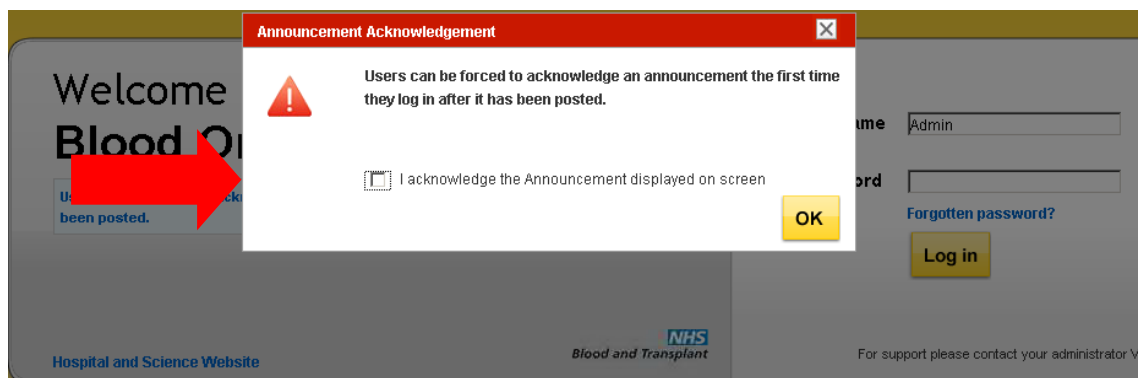 Announcement Acknowledgement
Users can be forced to acknowledge an announcement the first time
they log in after it has been posted.
I acknowledge the Announcement displayed on screen
OK
Welcome
Blood
been posted.
Hospital and Science Website
NHS
Blood and Transplant
Admin
Forgotten password?
Log in
For support please contact your administrator